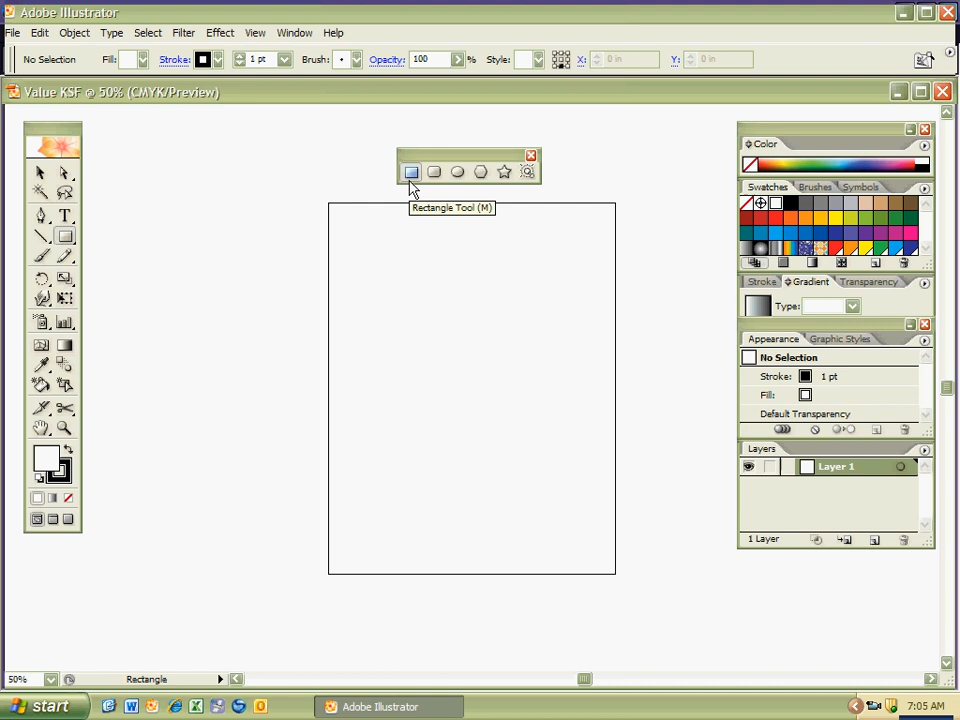 Adobe Illustrator
File Edit Object Type Select Filter Effect View Window Help
No Selection Fill: Stroke: 1 pt Brush: Opacity: 100 % Style: X: 0 in Y: 0 in
Value KSF @ 50% (CMYK/Preview)
Rectangle Tool (M)
Color
Swatches Brushes Symbols
Stroke Gradient Transparency
Type:
Appearance Graphic Styles
No Selection
Stroke: 1 pt
Fill:
Default Transparency
Layers
Layer 1
1 Layer
50% Rectangle
start Adobe Illustrator 7:05 AM